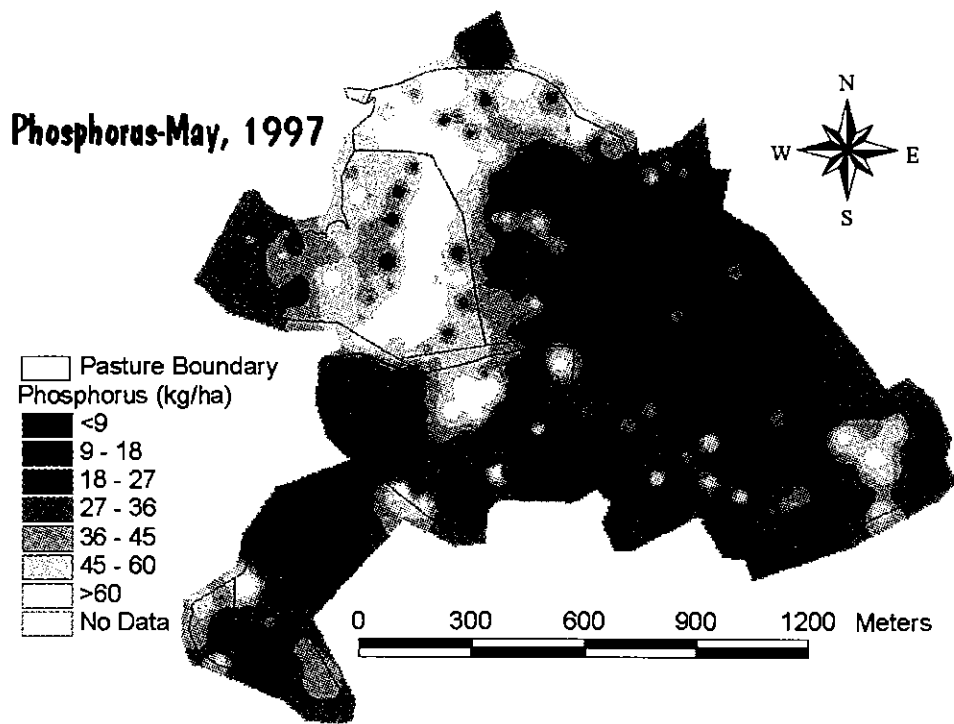 Phosphorus-May, 1997
N
W E
S
Pasture Boundary
Phosphorus (kg/ha)
<9
9 - 18
18 - 27
27 - 36
36 - 45
45 - 60
>60
No Data
0 300 600 900 1200 Meters